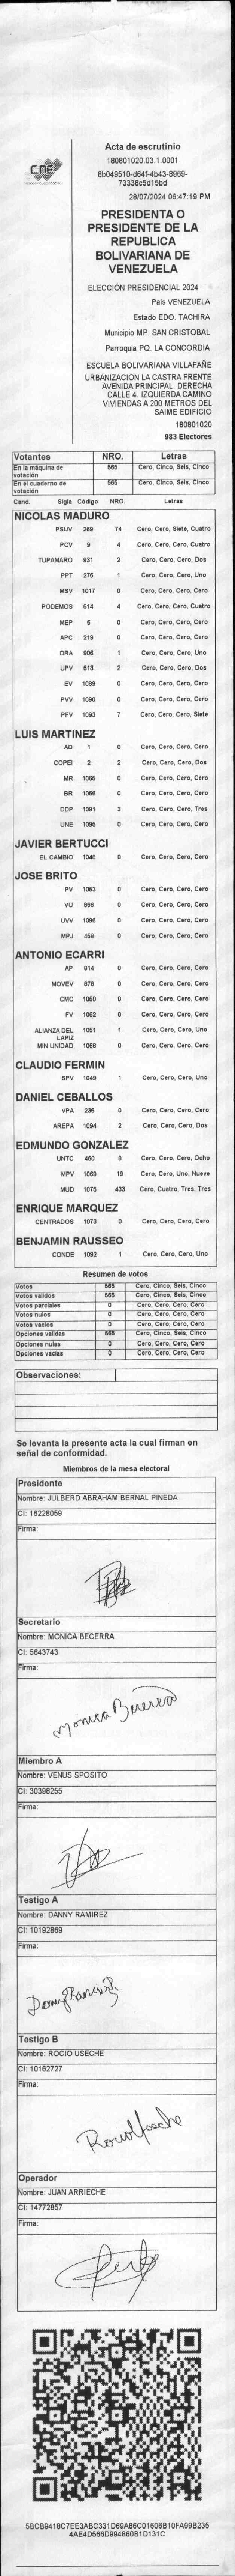 CNE
Acta de escrutinio
180801020.03.1.0001
8b049510-d64f-4b43-8969-
73338c5d15bd
28/07/2024 06:47:19 PM
PRESIDENTA O
PRESIDENTE DE LA
REPUBLICA
BOLIVARIANA DE
VENEZUELA
ELECCIÓN PRESIDENCIAL 2024
País VENEZUELA
Estado EDO. TACHIRA
Municipio MP. SAN CRISTOBAL
Parroquia PQ. LA CONCORDIA
ESCUELA BOLIVARIANA VILLAFAÑE
URBANIZACION LA CASTRA FRENTE
AVENIDA PRINCIPAL. DERECHA
CALLE 4. IZQUIERDA CAMINO
VIVIENDAS A 200 METROS DEL
SAIME EDIFICIO
180801020
983 Electores
Votantes NRO. Letras
En la máquina de votación 565 Cero, Cinco, Seis, Cinco
En el cuaderno de votación 565 Cero, Cinco, Seis, Cinco
Cand. Sigla Código NRO. Letras
NICOLAS MADURO
PSUV 269 74 Cero, Cero, Siete, Cuatro
PCV 9 4 Cero, Cero, Cero, Cuatro
TUPAMARO 931 2 Cero, Cero, Cero, Dos
PPT 276 1 Cero, Cero, Cero, Uno
MSV 1017 0 Cero, Cero, Cero, Cero
PODEMOS 614 4 Cero, Cero, Cero, Cuatro
MEP 6 0 Cero, Cero, Cero, Cero
APC 219 0 Cero, Cero, Cero, Cero
ORA 906 1 Cero, Cero, Cero, Uno
UPV 513 2 Cero, Cero, Cero, Dos
EV 1089 0 Cero, Cero, Cero, Cero
PVV 1090 0 Cero, Cero, Cero, Cero
PFV 1093 7 Cero, Cero, Cero, Siete
LUIS MARTINEZ
AD 1 0 Cero, Cero, Cero, Cero
COPEI 2 2 Cero, Cero, Cero, Dos
MR 1065 0 Cero, Cero, Cero, Cero
BR 1066 0 Cero, Cero, Cero, Cero
DDP 1091 3 Cero, Cero, Cero, Tres
UNE 1095 0 Cero, Cero, Cero, Cero
JAVIER BERTUCCI
EL CAMBIO 1048 0 Cero, Cero, Cero, Cero
JOSE BRITO
PV 1053 0 Cero, Cero, Cero, Cero
VU 868 0 Cero, Cero, Cero, Cero
UVV 1096 0 Cero, Cero, Cero, Cero
MPJ 459 0 Cero, Cero, Cero, Cero
ANTONIO ECARRI
AP 814 0 Cero, Cero, Cero, Cero
MOVEV 678 0 Cero, Cero, Cero, Cero
CMC 1050 0 Cero, Cero, Cero, Cero
FV 1062 0 Cero, Cero, Cero, Cero
ALIANZA DEL LAPIZ 1051 1 Cero, Cero, Cero, Uno
MIN UNIDAD 1068 0 Cero, Cero, Cero, Cero
CLAUDIO FERMIN
SPV 1049 1 Cero, Cero, Cero, Uno
DANIEL CEBALLOS
VPA 236 0 Cero, Cero, Cero, Cero
AREPA 1094 2 Cero, Cero, Cero, Dos
EDMUNDO GONZALEZ
UNTC 460 8 Cero, Cero, Cero, Ocho
MPV 1069 19 Cero, Cero, Uno, Nueve
MUD 1075 433 Cero, Cuatro, Tres, Tres
ENRIQUE MARQUEZ
CENTRADOS 1073 0 Cero, Cero, Cero, Cero
BENJAMIN RAUSSEO
CONDE 1092 1 Cero, Cero, Cero, Uno
Resumen de votos
Votos 565 Cero, Cinco, Seis, Cinco
Votos validos 565 Cero, Cinco, Seis, Cinco
Votos parciales 0 Cero, Cero, Cero, Cero
Votos nulos 0 Cero, Cero, Cero, Cero
Votos vacios 0 Cero, Cero, Cero, Cero
Opciones validas 565 Cero, Cinco, Seis, Cinco
Opciones nulas 0 Cero, Cero, Cero, Cero
Opciones vacias 0 Cero, Cero, Cero, Cero
Observaciones:
Se levanta la presente acta la cual firman en
señal de conformidad.
Miembros de la mesa electoral
Presidente
Nombre: JULBERD ABRAHAM BERNAL PINEDA
CI: 16228059
Firma:
Secretario
Nombre: MONICA BECERRA
CI: 5643743
Firma:
Monica Becerra
Miembro A
Nombre: VENUS SPOSITO
CI: 30398255
Firma:
Testigo A
Nombre: DANNY RAMIREZ
CI: 10192869
Firma:
Danny Ramirez
Testigo B
Nombre: ROCIO USECHE
CI: 10162727
Firma:
Rocio Useche
Operador
Nombre: JUAN ARRIECHE
CI: 14772857
Firma:
5BCB9418C7EE3ABC331D69A86C01606B10FA99B235
4AE4D566D994860B1D131C